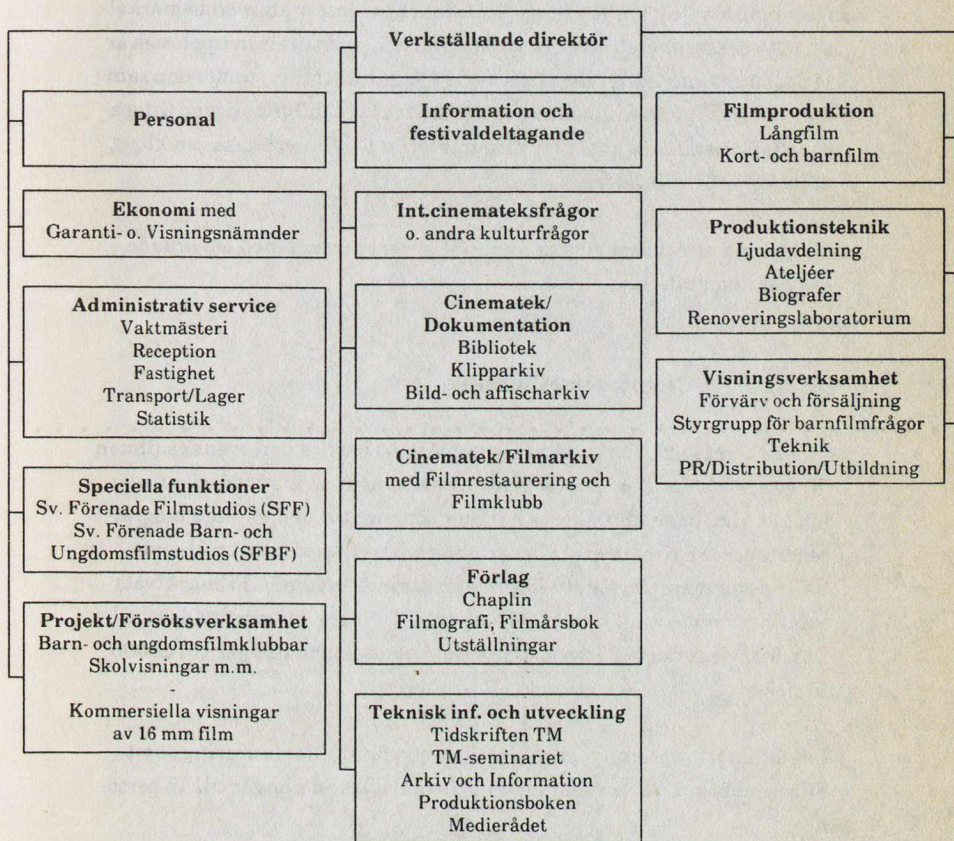 Verkställande direktör
Personal
Ekonomi med
Garanti- o. Visningsnämnder
Administrativ service
Vaktmästeri
Reception
Fastighet
Transport/Lager
Statistik
Speciella funktioner
Sv. Förenade Filmstudios (SFF)
Sv. Förenade Barn- och
Ungdomsfilmstudios (SFBF)
Projekt/Försöksverksamhet
Barn- och ungdomsfilmklubbar
Skolvisningar m.m.
-
Kommersiella visningar
av 16 mm film
Information och
festivaldeltagande
Int.cinemateksfrågor
o. andra kulturfrågor
Cinematek/
Dokumentation
Bibliotek
Klipparkiv
Bild- och affischarkiv
Cinematek/Filmarkiv
med Filmrestaurering och
Filmklubb
Förlag
Chaplin
Filmografi, Filmårsbok
Utställningar
Teknisk inf. och utveckling
Tidskriften TM
TM-seminariet
Arkiv och Information
Produktionsboken
Medierådet
Filmproduktion
Långfilm
Kort- och barnfilm
Produktionsteknik
Ljudavdelning
Ateljéer
Biografer
Renoveringslaboratorium
Visningsverksamhet
Förvärv och försäljning
Styrgrupp för barnfilmfrågor
Teknik
PR/Distribution/Utbildning